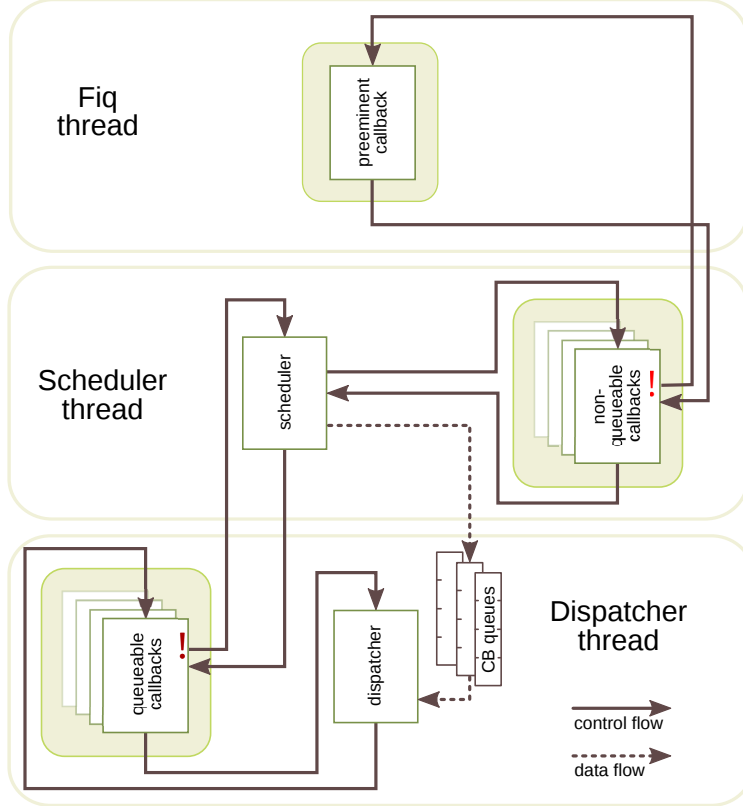 Fiq
thread
preeminent
callback
Scheduler
thread
scheduler
non-
queueable
callbacks
!!
Dispatcher
thread
queueable
callbacks
!
dispatcher
CB queues
control flow
data flow